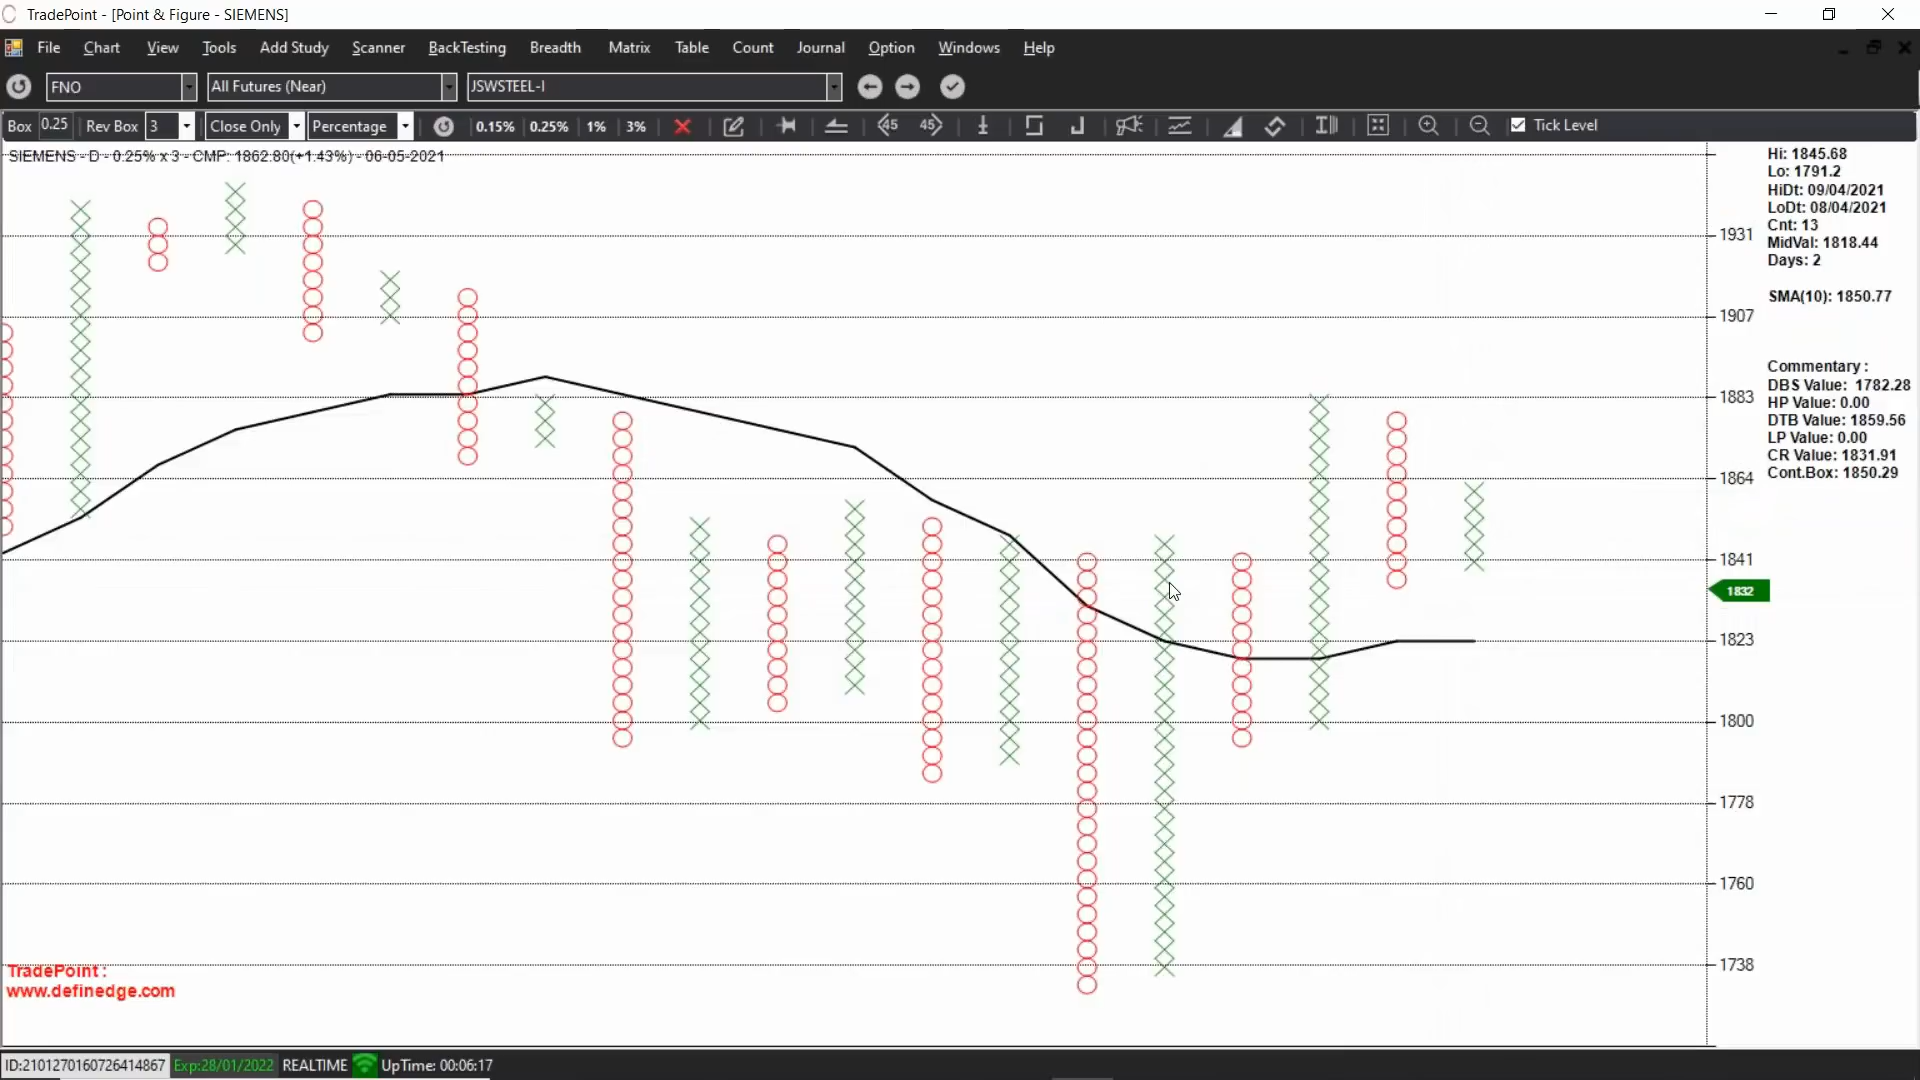 TradePoint - [Point & Figure - SIEMENS]
File Chart View Tools Add Study Scanner BackTesting Breadth Matrix Table Count Journal Option Windows Help
FNO All Futures (Near) JSWSTEEL-I
Box 0.25 Rev Box 3 Close Only Percentage 0.15% 0.25% 1% 3% 45 45 Tick Level
SIEMENS - D - 0.25% x 3 - CMP: 1862.80(+1.43%) - 06-05-2021
Hi: 1845.68
Lo: 1791.2
HiDt: 09/04/2021
LoDt: 08/04/2021
Cnt: 13
MidVal: 1818.44
Days: 2
SMA(10): 1850.77
Commentary :
DBS Value: 1782.28
HP Value: 0.00
DTB Value: 1859.56
LP Value: 0.00
CR Value: 1831.91
Cont.Box: 1850.29
1931
1907
1883
1864
1841
1832
1823
1800
1778
1760
1738
TradePoint :
www.definedge.com
ID:2101270160726414867 Exp:28/01/2022 REALTIME UpTime: 00:06:17